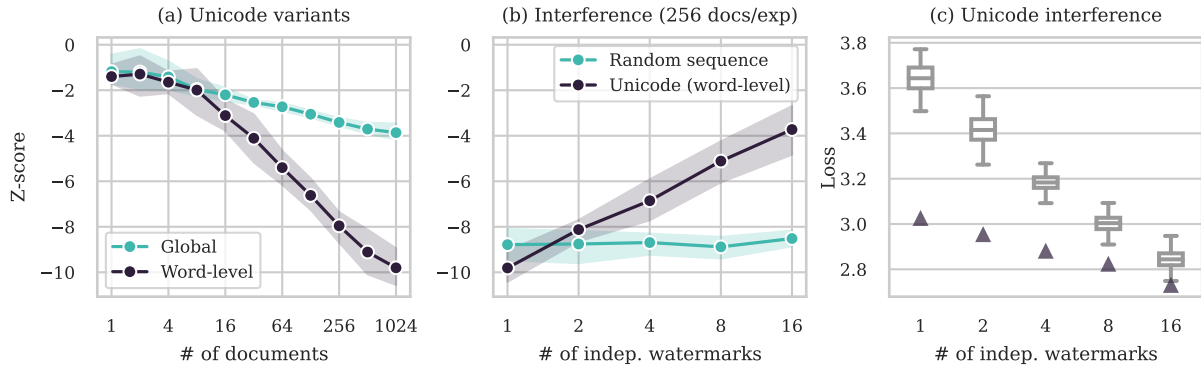 (a) Unicode variants
0
−2
−4
−6
−8
−10
Z-score
Global
Word-level
1
4
16
64
256
1024
# of documents
(b) Interference (256 docs/exp)
0
−2
−4
−6
−8
−10
Random sequence
Unicode (word-level)
1
2
4
8
16
# of indep. watermarks
(c) Unicode interference
3.8
3.6
3.4
3.2
3.0
2.8
Loss
1
2
4
8
16
# of indep. watermarks